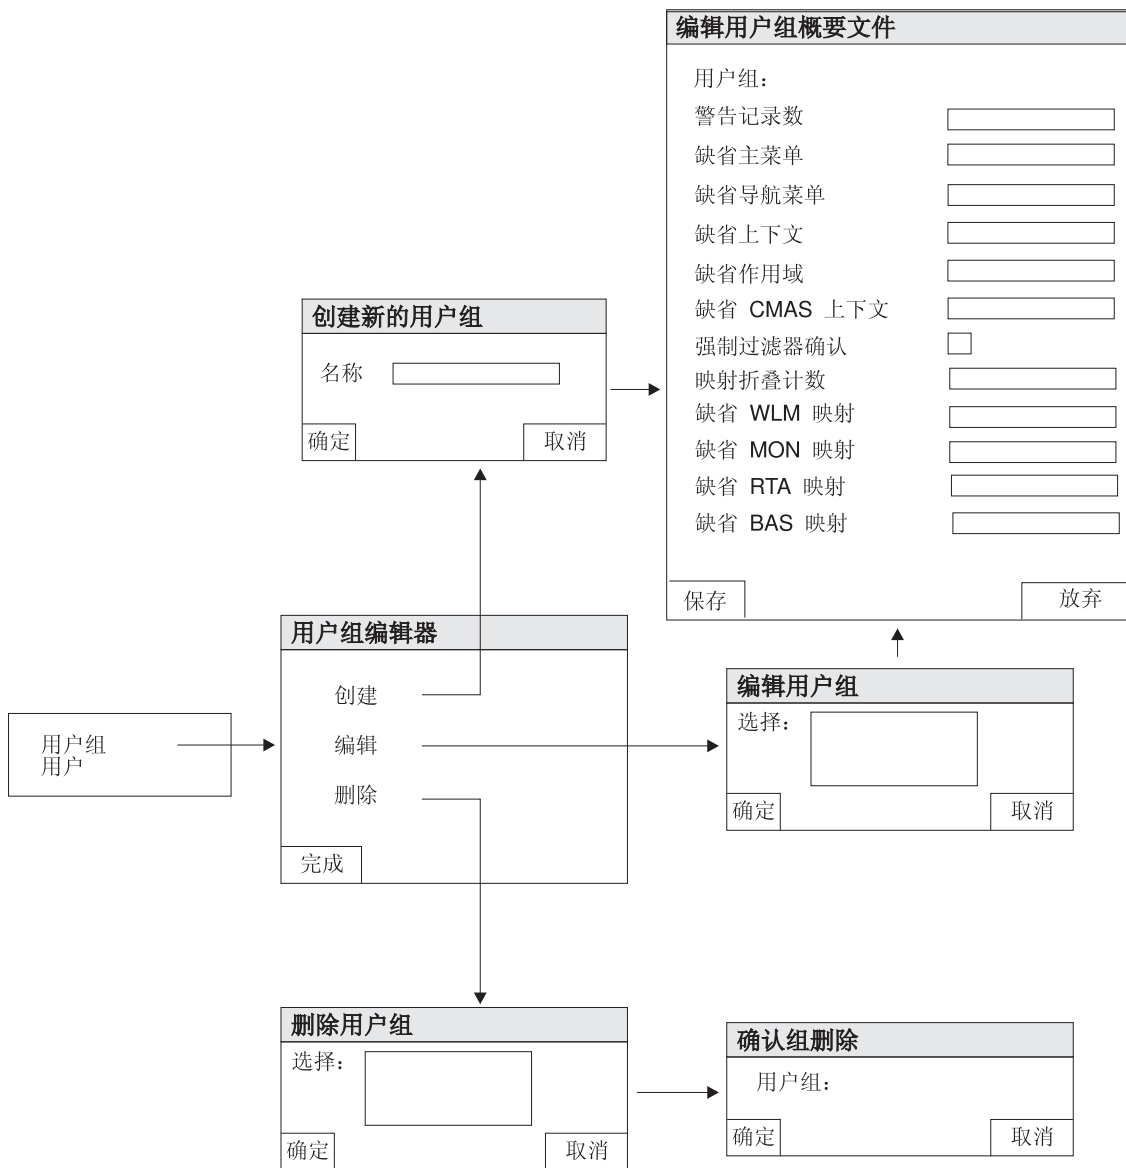 编辑用户组概要文件
用户组:
警告记录数
缺省主菜单
缺省导航菜单
缺省上下文
缺省作用域
缺省 CMAS 上下文
强制过滤器确认
映射折叠计数
缺省 WLM 映射
缺省 MON 映射
缺省 RTA 映射
缺省 BAS 映射
保存
放弃
创建新的用户组
名称
确定
取消
用户组编辑器
创建
编辑
删除
完成
用户组
用户
编辑用户组
选择:
确定
取消
删除用户组
选择:
确定
取消
确认组删除
用户组:
确定
取消